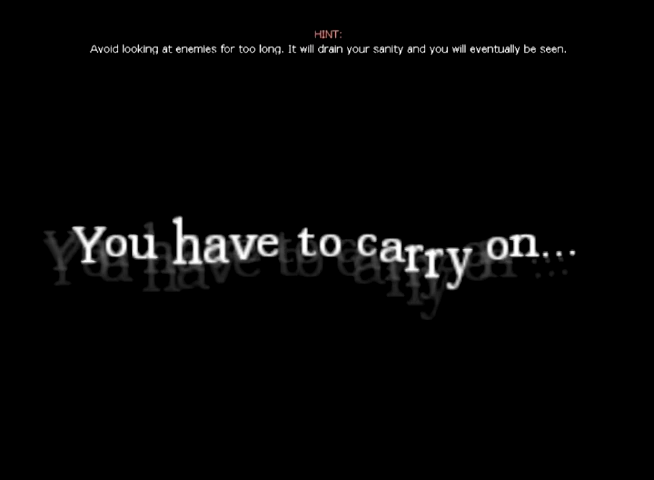 HINT:
Avoid looking at enemies for too long. It will drain your sanity and you will eventually be seen.
You have to carry on...